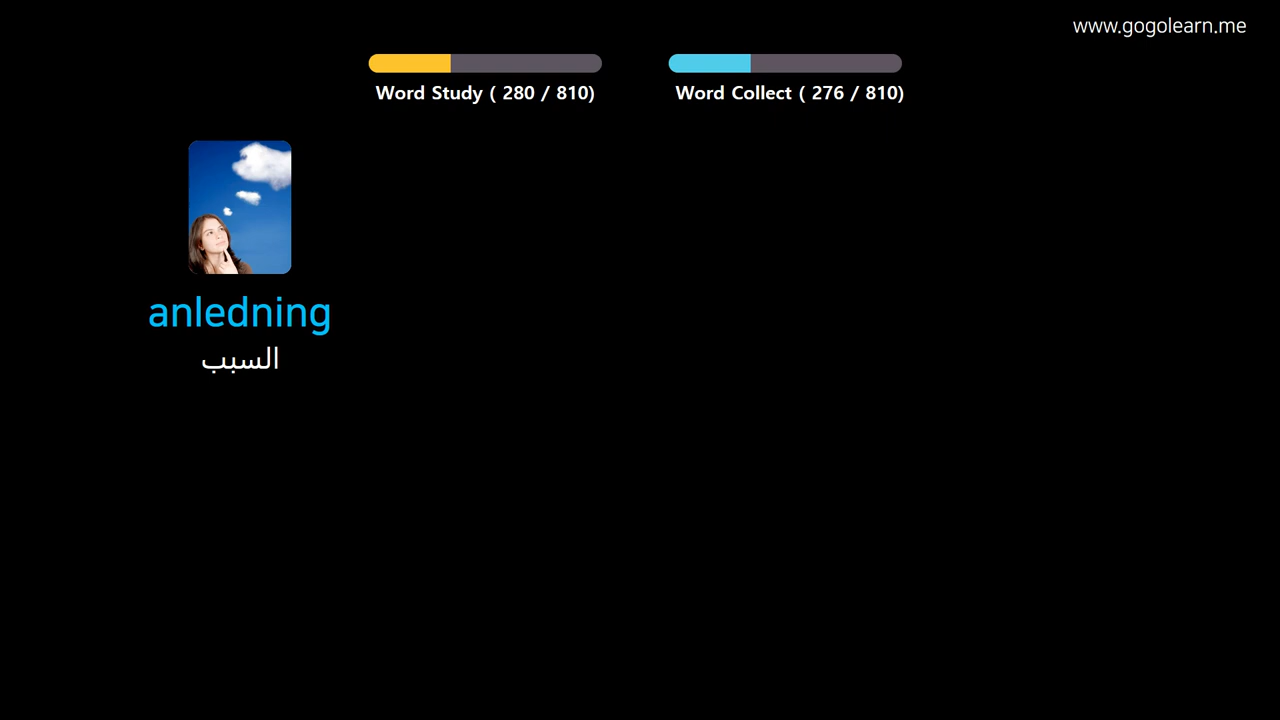 www.gogolearn.me
Word Study ( 280 / 810)
Word Collect ( 276 / 810)
anledning
السبب